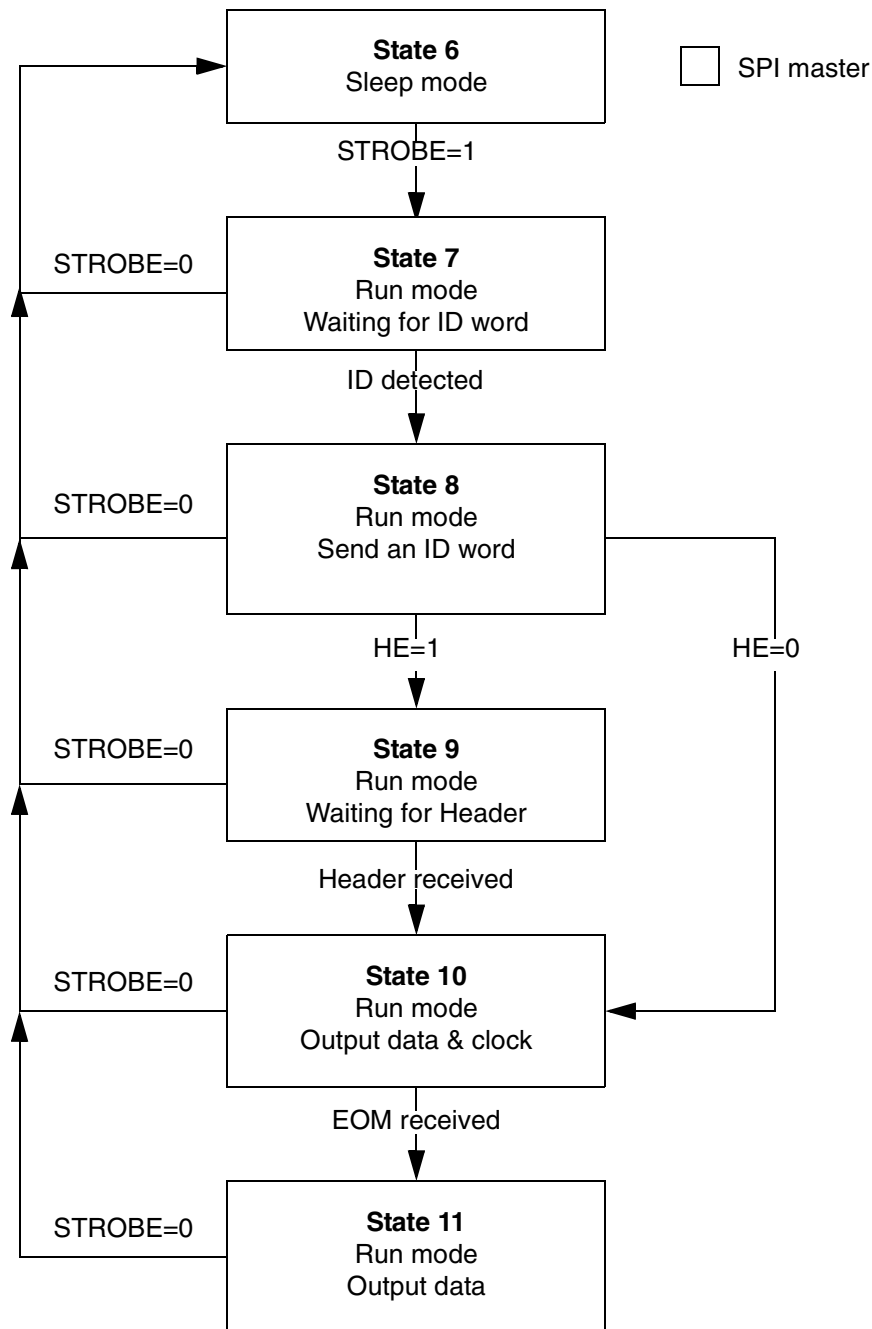 State 6
Sleep mode
SPI master
STROBE=1
State 7
Run mode
Waiting for ID word
STROBE=0
ID detected
State 8
Run mode
Send an ID word
STROBE=0
HE=1
HE=0
State 9
Run mode
Waiting for Header
STROBE=0
Header received
State 10
Run mode
Output data & clock
STROBE=0
EOM received
State 11
Run mode
Output data
STROBE=0